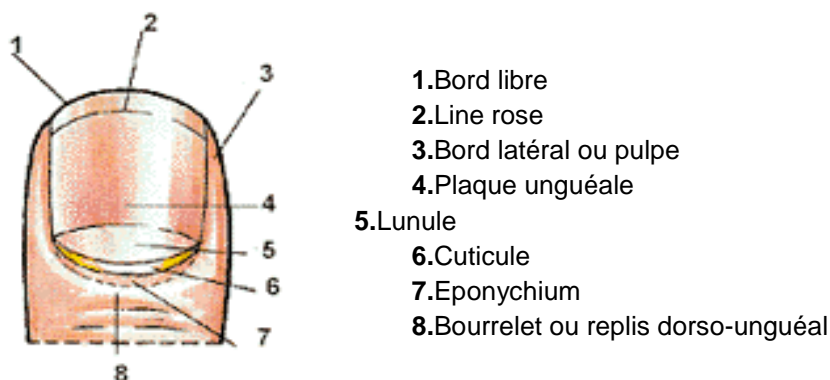 1
2
3
4
5
6
7
8
1.Bord libre
2.Line rose
3.Bord latéral ou pulpe
4.Plaque unguéale
5.Lunule
6.Cuticule
7.Eponychium
8.Bourrelet ou replis dorso-unguéal